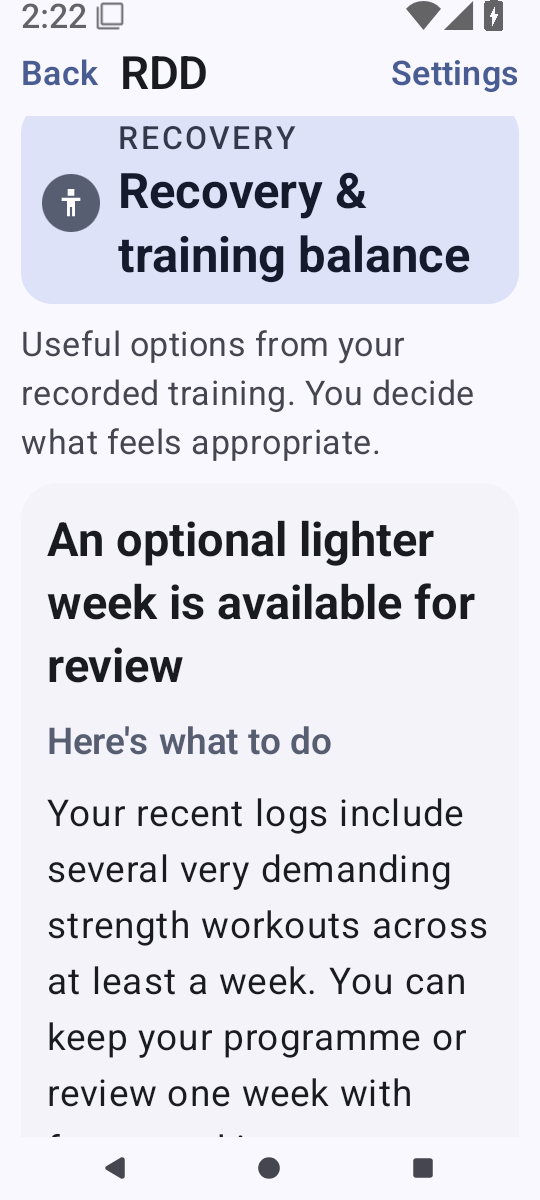 2:22
Back RDD Settings
RECOVERY
Recovery &
training balance
Useful options from your
recorded training. You decide
what feels appropriate.
An optional lighter
week is available for
review
Here's what to do
Your recent logs include
several very demanding
strength workouts across
at least a week. You can
keep your programme or
review one week with